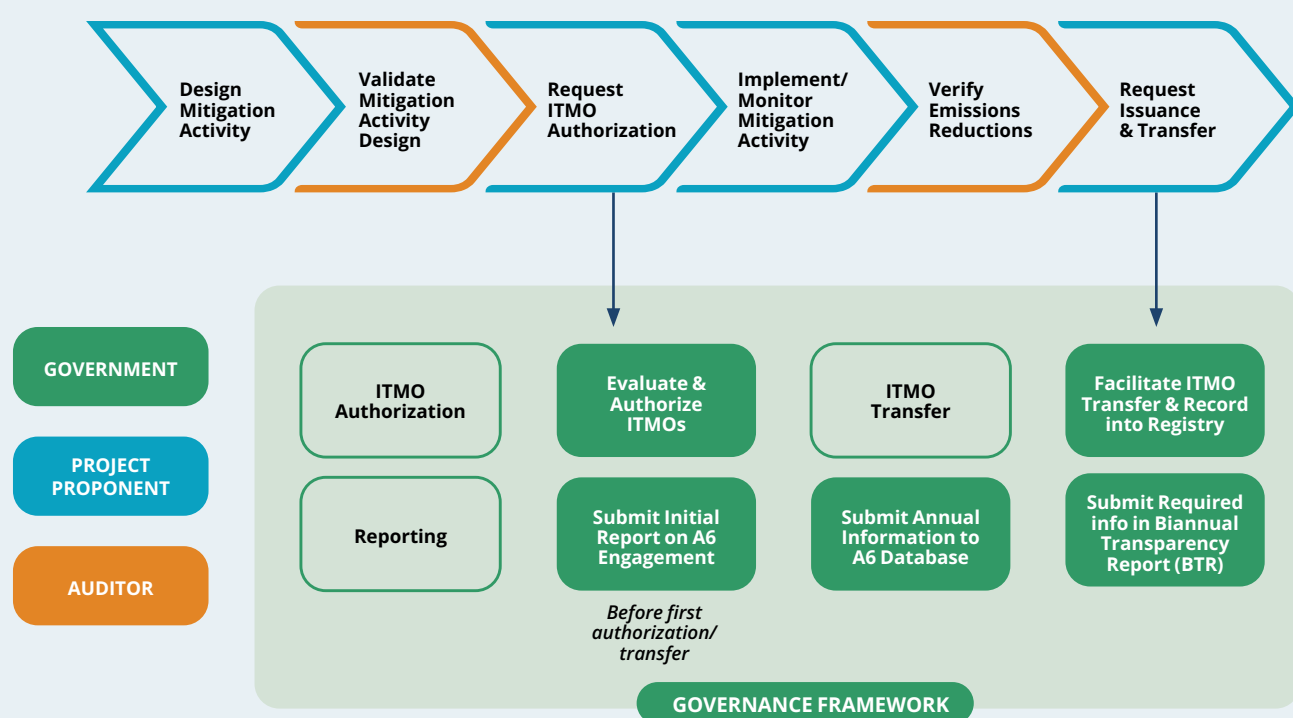 Design
Mitigation
Activity
Validate
Mitigation
Activity
Design
Request
ITMO
Authorization
Implement/
Monitor
Mitigation
Activity
Verify
Emissions
Reductions
Request
Issuance
& Transfer
GOVERNMENT
PROJECT
PROPONENT
AUDITOR
ITMO
Authorization
Evaluate &
Authorize
ITMOs
ITMO
Transfer
Facilitate ITMO
Transfer & Record
into Registry
Reporting
Submit Initial
Report on A6
Engagement
Submit Annual
Information to
A6 Database
Submit Required
info in Biannual
Transparency
Report (BTR)
Before first
authorization/
transfer
GOVERNANCE FRAMEWORK